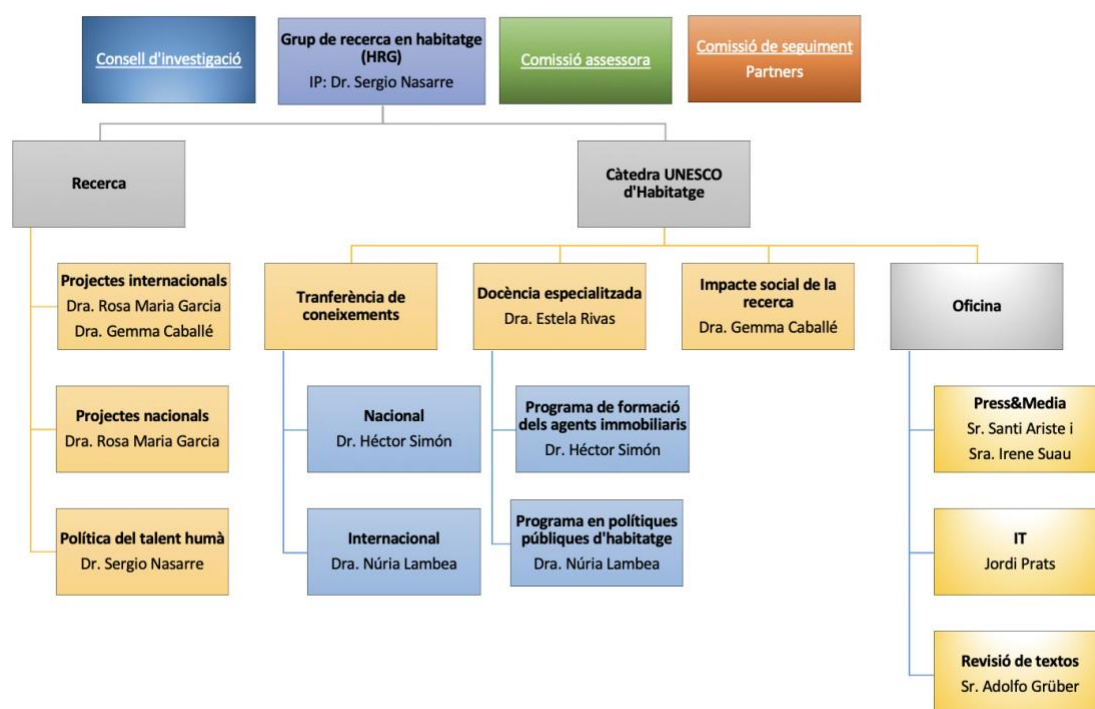 Consell d'investigació
Grup de recerca en habitatge
(HRG)
IP: Dr. Sergio Nasarre
Comissió assessora
Comissió de seguiment
Partners
Recerca
Càtedra UNESCO
d'Habitatge
Projectes internacionals
Dra. Rosa Maria Garcia
Dra. Gemma Caballé
Tranferència de
coneixements
Docència especialitzada
Dra. Estela Rivas
Impacte social de la
recerca
Dra. Gemma Caballé
Oficina
Projectes nacionals
Dra. Rosa Maria Garcia
Nacional
Dr. Héctor Simón
Programa de formació
dels agents immobiliaris
Dr. Héctor Simón
Press&Media
Sr. Santi Ariste i
Sra. Irene Suau
Política del talent humà
Dr. Sergio Nasarre
Internacional
Dra. Núria Lambea
Programa en polítiques
públiques d'habitatge
Dra. Núria Lambea
IT
Jordi Prats
Revisió de textos
Sr. Adolfo Grüber